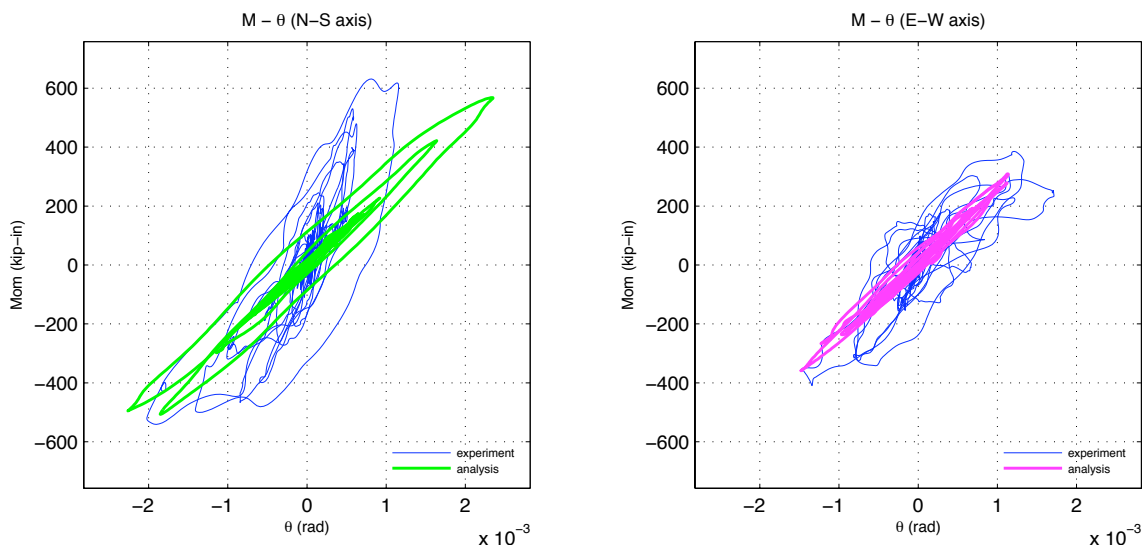 M − θ (N−S axis)
600
400
200
0
−200
−400
−600
Mom (kip−in)
experiment
analysis
−2
−1
0
1
2
θ (rad)
x 10−3
M − θ (E−W axis)
600
400
200
0
−200
−400
−600
Mom (kip−in)
experiment
analysis
−2
−1
0
1
2
θ (rad)
x 10−3